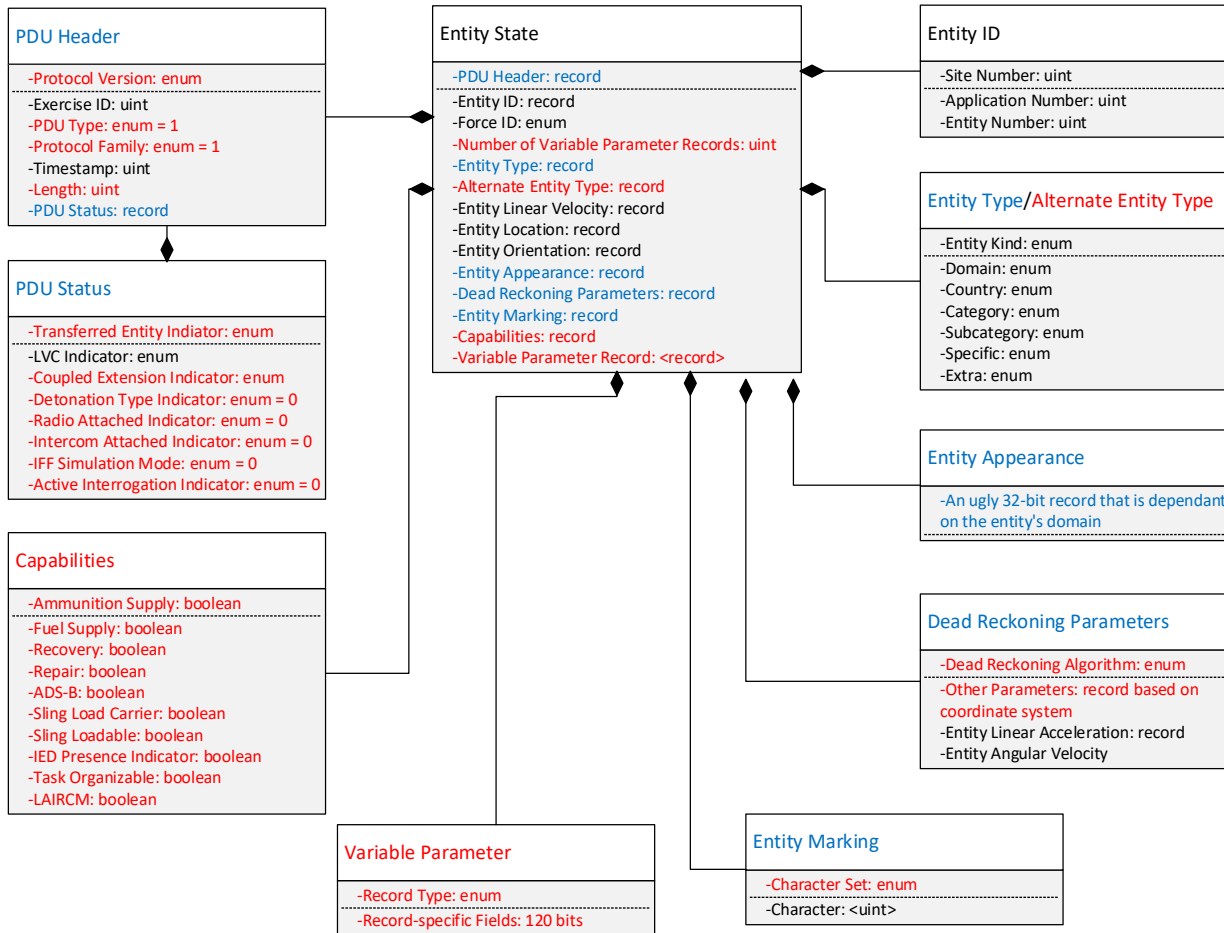 PDU Header
-Protocol Version: enum
-Exercise ID: uint
-PDU Type: enum = 1
-Protocol Family: enum = 1
-Timestamp: uint
-Length: uint
-PDU Status: record
PDU Status
-Transferred Entity Indiator: enum
-LVC Indicator: enum
-Coupled Extension Indicator: enum
-Detonation Type Indicator: enum = 0
-Radio Attached Indicator: enum = 0
-Intercom Attached Indicator: enum = 0
-IFF Simulation Mode: enum = 0
-Active Interrogation Indicator: enum = 0
Capabilities
-Ammunition Supply: boolean
-Fuel Supply: boolean
-Recovery: boolean
-Repair: boolean
-ADS-B: boolean
-Sling Load Carrier: boolean
-Sling Loadable: boolean
-IED Presence Indicator: boolean
-Task Organizable: boolean
-LAIRCM: boolean
Entity State
-PDU Header: record
-Entity ID: record
-Force ID: enum
-Number of Variable Parameter Records: uint
-Entity Type: record
-Alternate Entity Type: record
-Entity Linear Velocity: record
-Entity Location: record
-Entity Orientation: record
-Entity Appearance: record
-Dead Reckoning Parameters: record
-Entity Marking: record
-Capabilities: record
-Variable Parameter Record: <record>
Variable Parameter
-Record Type: enum
-Record-specific Fields: 120 bits
Entity ID
-Site Number: uint
-Application Number: uint
-Entity Number: uint
Entity Type/Alternate Entity Type
-Entity Kind: enum
-Domain: enum
-Country: enum
-Category: enum
-Subcategory: enum
-Specific: enum
-Extra: enum
Entity Appearance
-An ugly 32-bit record that is dependant
on the entity's domain
Dead Reckoning Parameters
-Dead Reckoning Algorithm: enum
-Other Parameters: record based on
coordinate system
-Entity Linear Acceleration: record
-Entity Angular Velocity
Entity Marking
-Character Set: enum
-Character: <uint>